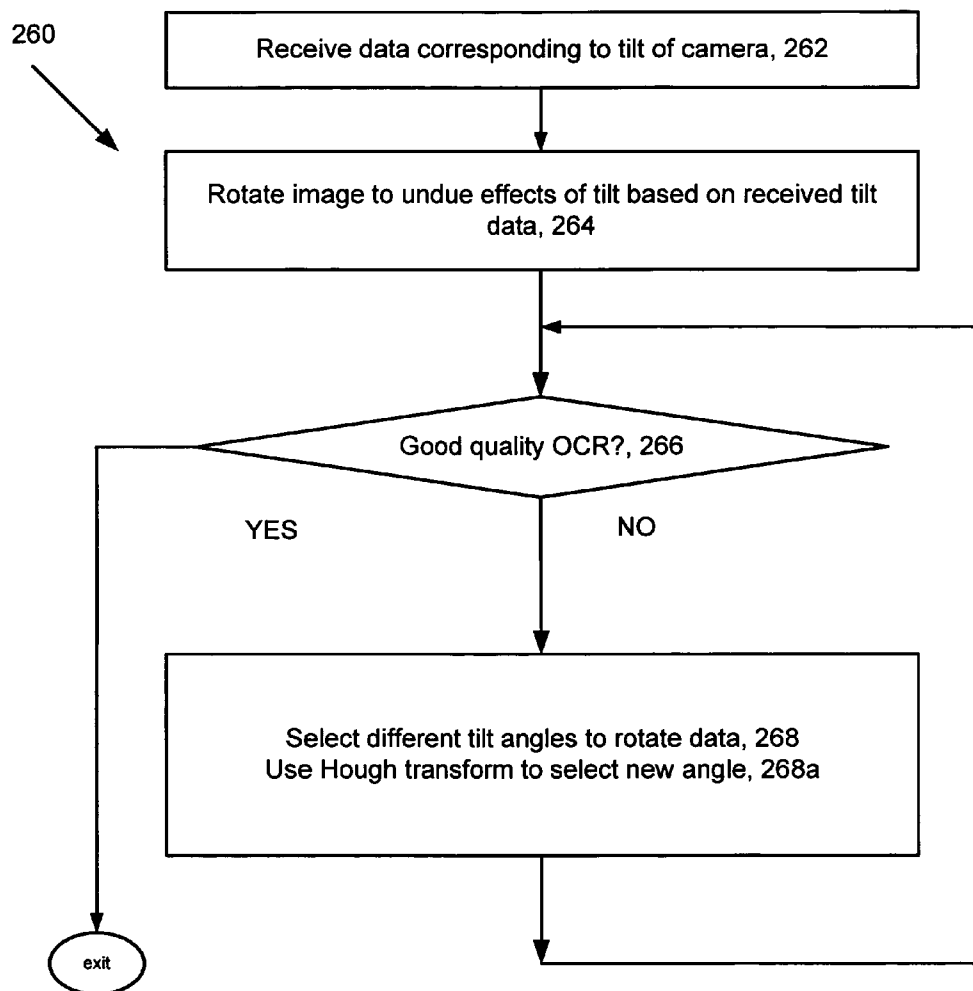 260
Receive data corresponding to tilt of camera, 262
Rotate image to undue effects of tilt based on received tilt
data, 264
Good quality OCR?, 266
YES
NO
Select different tilt angles to rotate data, 268
Use Hough transform to select new angle, 268a
exit